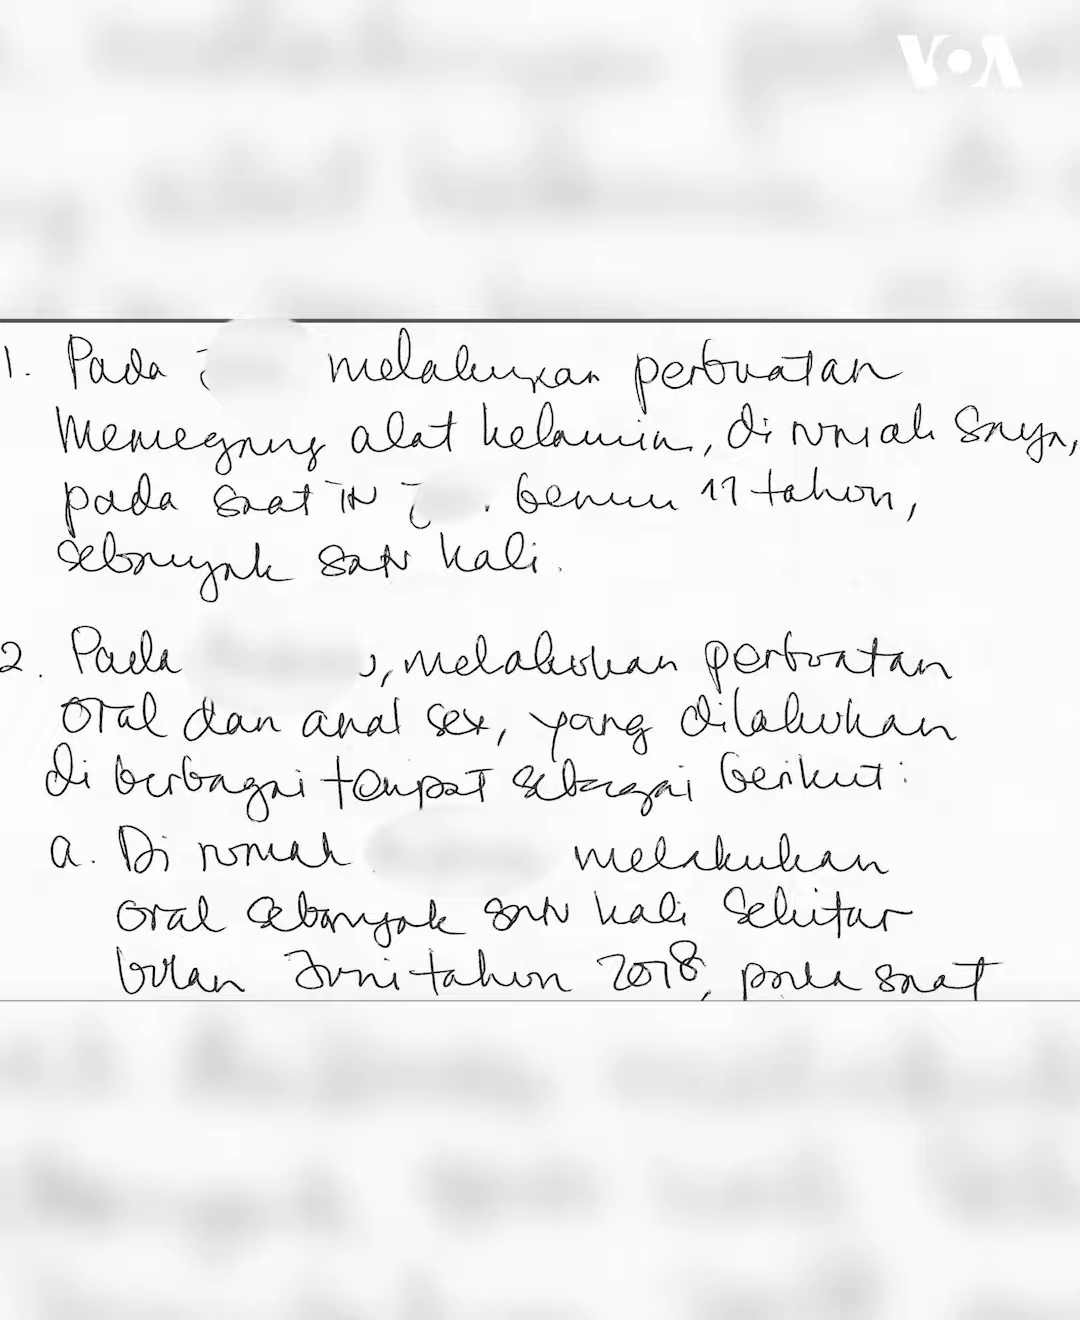 VOA
1. Pada melakukan perbuatan
memegang alat kelamin, di rumah saya,
pada saat itu belum 17 tahun,
sebanyak satu kali.
2. Pada melakukan perbuatan
oral dan anal sex, yang dilakukan
di berbagai tempat sebagai berikut:
a. Di rumah melakukan
oral sebanyak satu kali sekitar
bulan Juni tahun 2018, pada saat